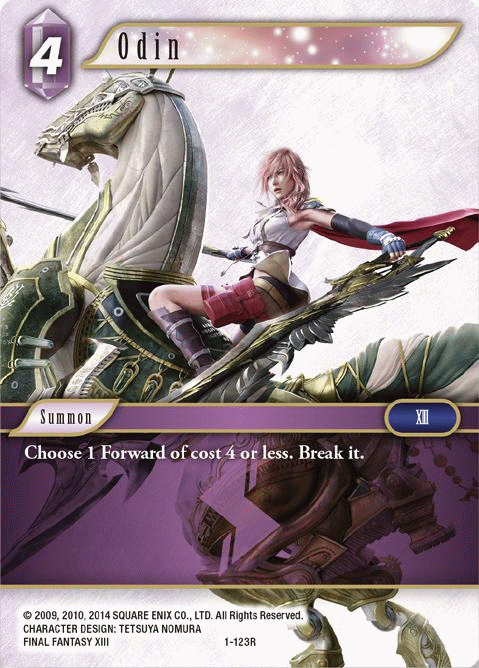 4
Odin
Summon
XIII
Choose 1 Forward of cost 4 or less. Break it.
© 2009, 2010, 2014 SQUARE ENIX CO., LTD. All Rights Reserved.
CHARACTER DESIGN: TETSUYA NOMURA
FINAL FANTASY XIII
1-123R